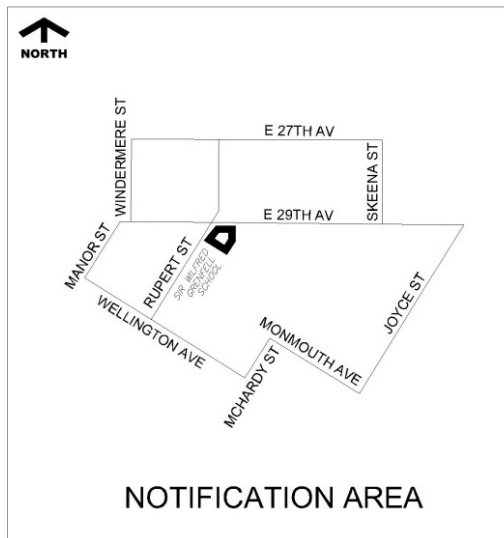 NORTH
WINDERMERE ST
E 27TH AV
SKEENA ST
E 29TH AV
MANOR ST
RUPERT ST
SIR WILFRED
GRENFELL
SCHOOL
JOYCE ST
WELLINGTON AVE
MONMOUTH AVE
MCHARDY ST
NOTIFICATION AREA